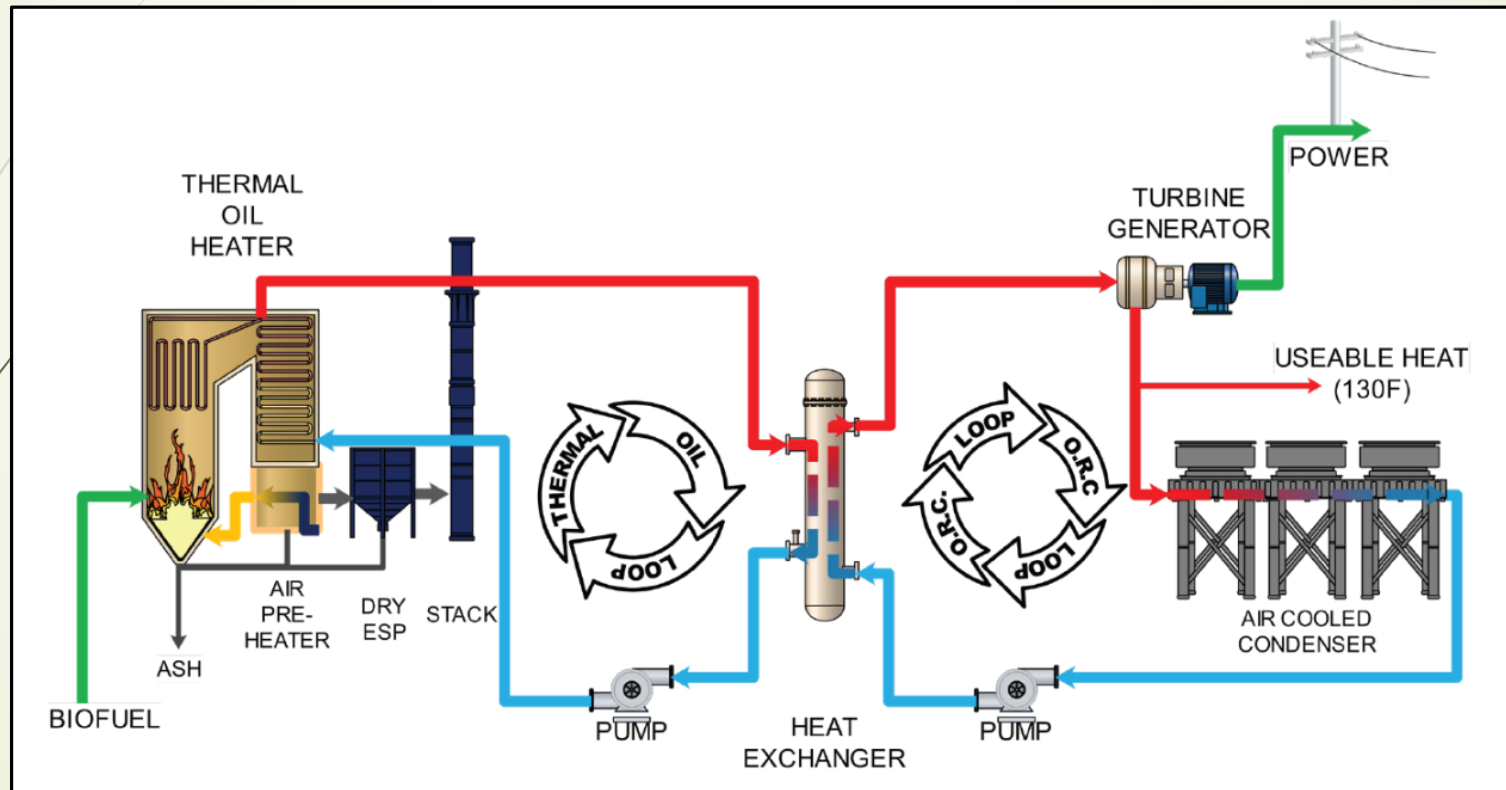 THERMAL
OIL
HEATER
POWER
TURBINE
GENERATOR
USEABLE HEAT
(130F)
THERMAL
OIL
LOOP
LOOP
O.R.C
LOOP
O.R.C.
AIR COOLED
CONDENSER
AIR
PRE-
HEATER
DRY
ESP
STACK
ASH
BIOFUEL
PUMP
HEAT
EXCHANGER
PUMP